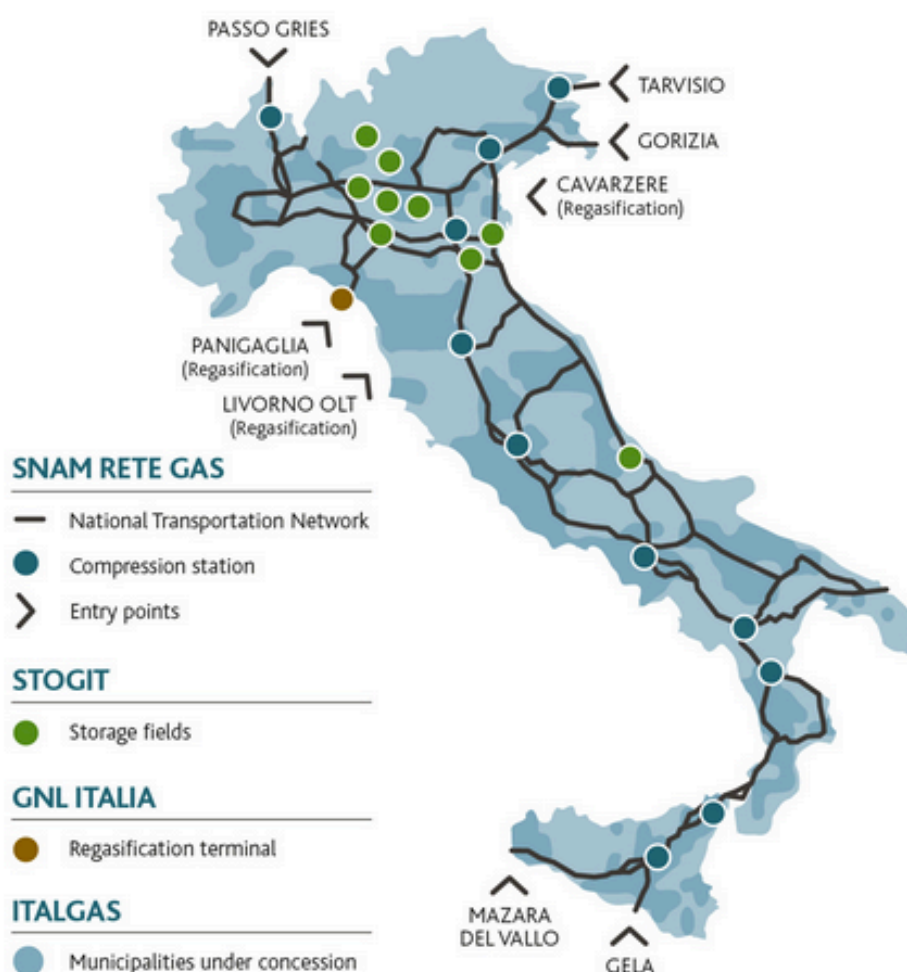 PASSO GRIES
TARVISIO
GORIZIA
CAVARZERE
(Regasification)
PANIGAGLIA
(Regasification)
LIVORNO OLT
(Regasification)
SNAM RETE GAS
National Transportation Network
Compression station
Entry points
STOGIT
Storage fields
GNL ITALIA
Regasification terminal
ITALGAS
Municipalities under concession
MAZARA
DEL VALLO
GELA